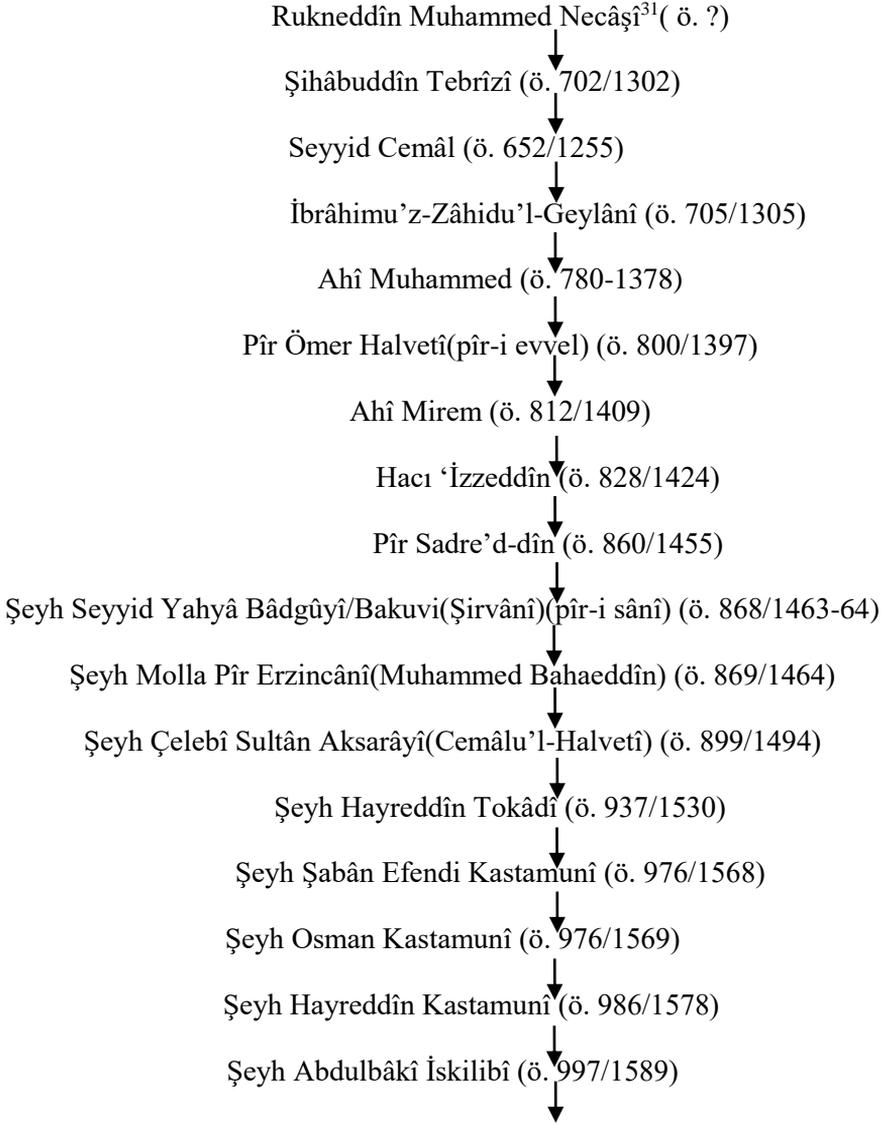 Rukneddîn Muhammed Necâşî³¹( ö. ?)
Şihâbuddîn Tebrîzî (ö. 702/1302)
Seyyid Cemâl (ö. 652/1255)
İbrâhimu’z-Zâhidu’l-Geylânî (ö. 705/1305)
Ahî Muhammed (ö. 780-1378)
Pîr Ömer Halvetî(pîr-i evvel) (ö. 800/1397)
Ahî Mirem (ö. 812/1409)
Hacı ‘İzzeddîn (ö. 828/1424)
Pîr Sadre’d-dîn (ö. 860/1455)
Şeyh Seyyid Yahyâ Bâdgûyî/Bakuvi(Şirvânî)(pîr-i sânî) (ö. 868/1463-64)
Şeyh Molla Pîr Erzincânî(Muhammed Bahaeddîn) (ö. 869/1464)
Şeyh Çelebî Sultân Aksarâyî(Cemâlu’l-Halvetî) (ö. 899/1494)
Şeyh Hayreddîn Tokâdî (ö. 937/1530)
Şeyh Şabân Efendi Kastamunî (ö. 976/1568)
Şeyh Osman Kastamunî (ö. 976/1569)
Şeyh Hayreddîn Kastamunî (ö. 986/1578)
Şeyh Abdulbâkî İskilibî (ö. 997/1589)